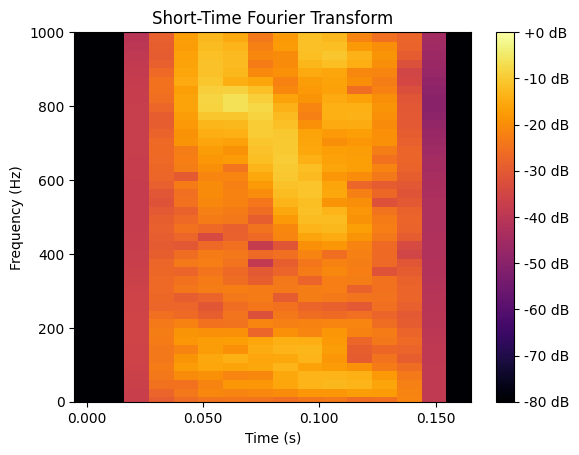 Short-Time Fourier Transform
Frequency (Hz)
1000
800
600
400
200
0
0.000
0.050
0.100
0.150
Time (s)
+0 dB
-10 dB
-20 dB
-30 dB
-40 dB
-50 dB
-60 dB
-70 dB
-80 dB